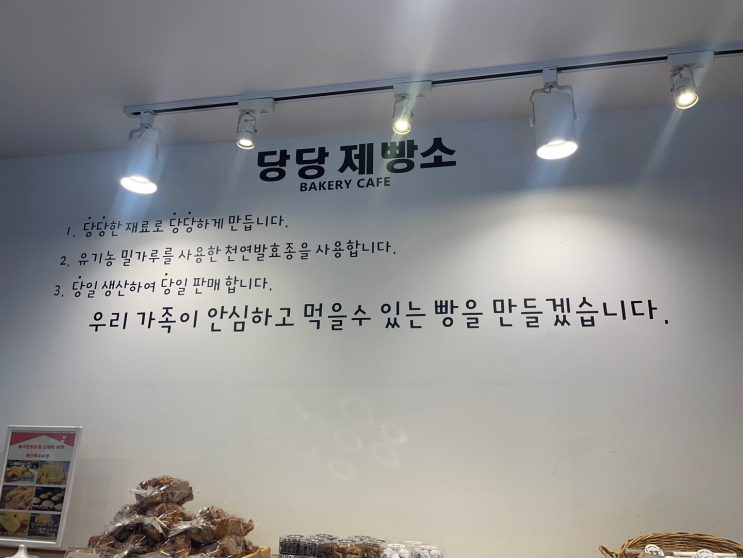 당당 제빵소
BAKERY CAFE
1. 당당한 재료로 당당하게 만듭니다.
2. 유기농 밀가루를 사용한 천연발효종을 사용합니다.
3. 당일 생산하여 당일 판매 합니다.
우리 가족이 안심하고 먹을수 있는 빵을 만들겠습니다.